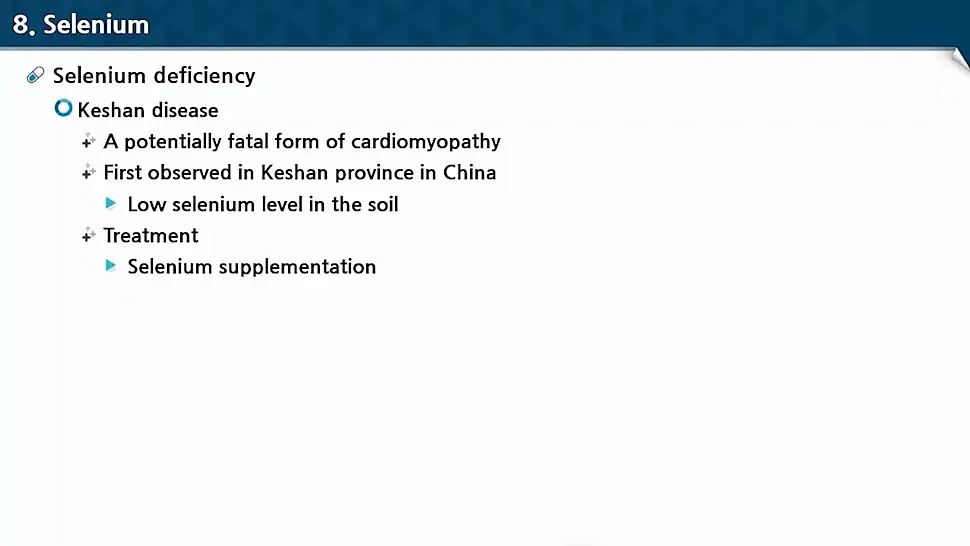 8. Selenium
Selenium deficiency
Keshan disease
A potentially fatal form of cardiomyopathy
First observed in Keshan province in China
Low selenium level in the soil
Treatment
Selenium supplementation